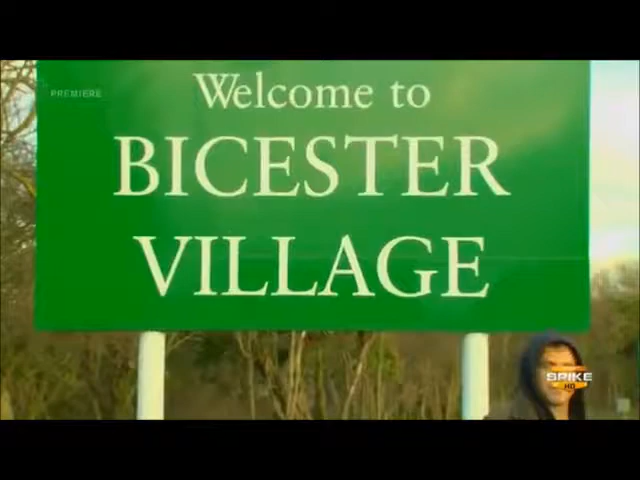 PREMIERE
Welcome to
BICESTER
VILLAGE
SPIKE
HD